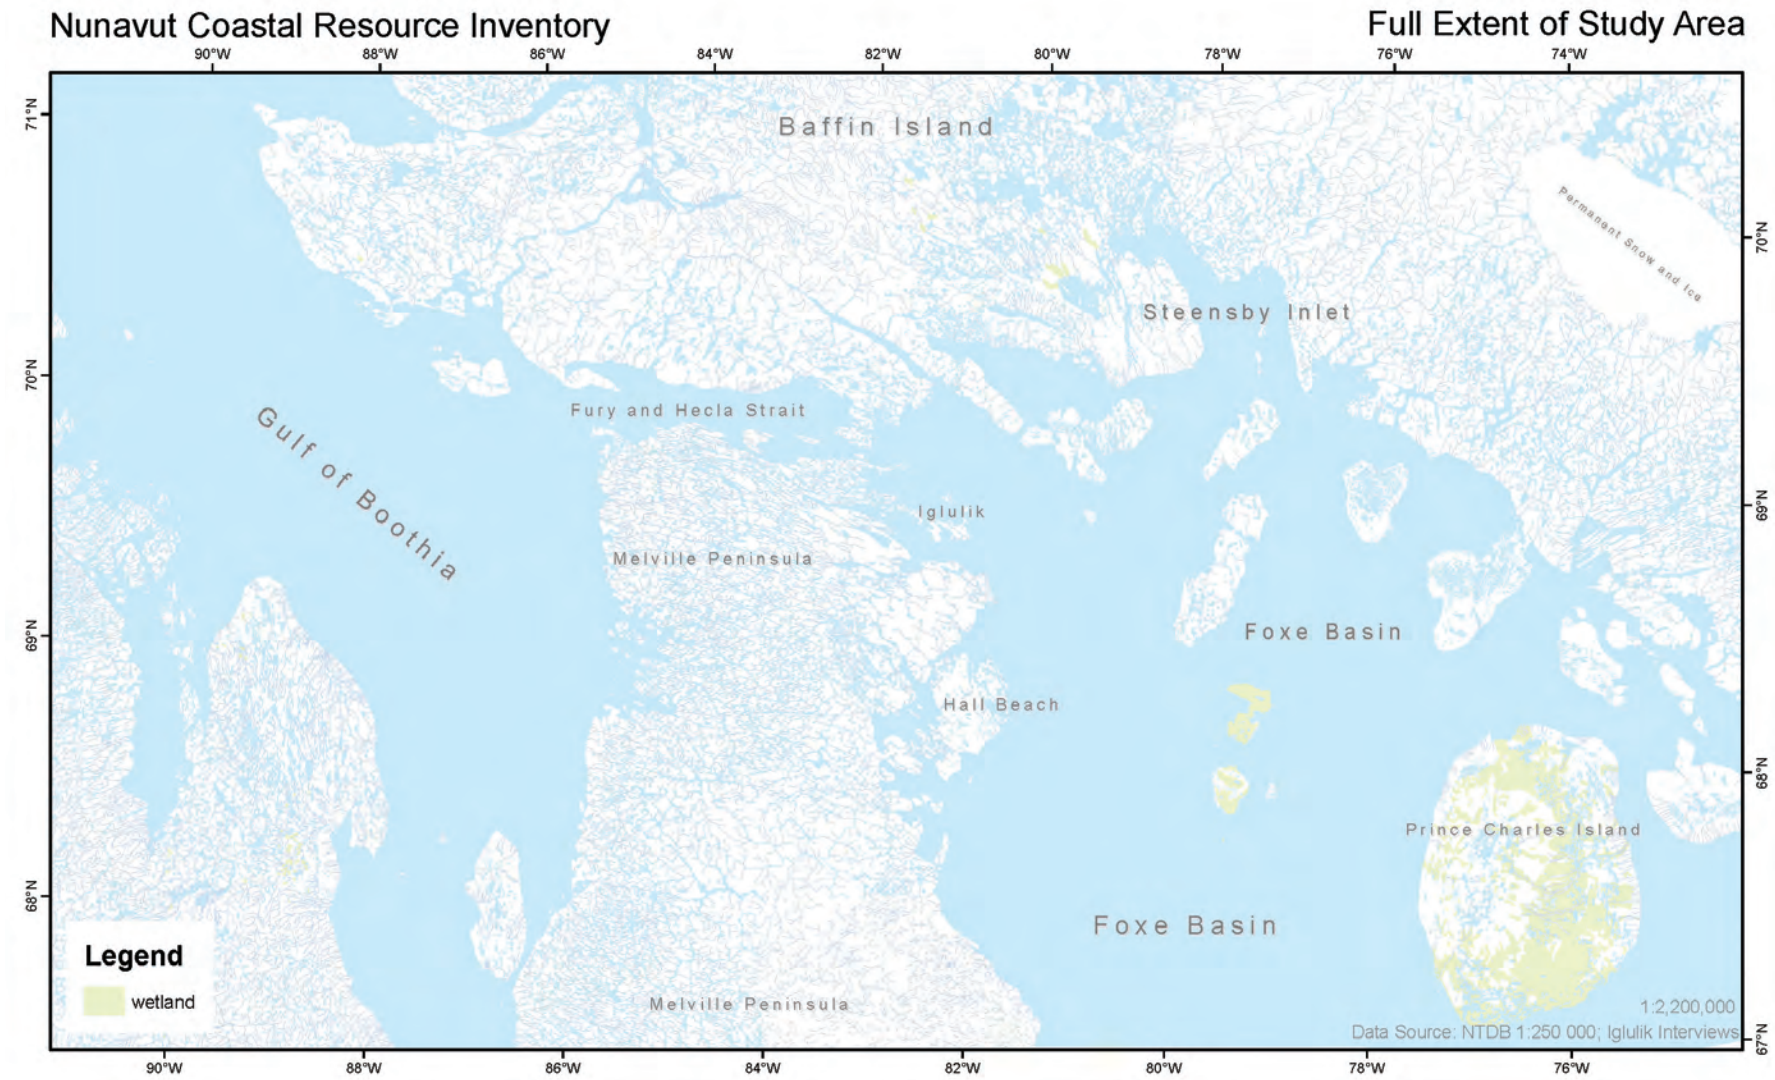 Nunavut Coastal Resource Inventory
Full Extent of Study Area
90°W 88°W 86°W 84°W 82°W 80°W 78°W 76°W 74°W
71°N
Baffin Island
Permanent Snow and Ice
70°N
Steensby Inlet
70°N
Fury and Hecla Strait
Gulf of Boothia
69°N
Iglulik
Melville Peninsula
69°N
Foxe Basin
Hall Beach
68°N
Prince Charles Island
68°N
Foxe Basin
Legend
wetland
Melville Peninsula
1:2,200,000
Data Source: NTDB 1:250 000; Iglulik Interviews
67°N
90°W 88°W 86°W 84°W 82°W 80°W 78°W 76°W